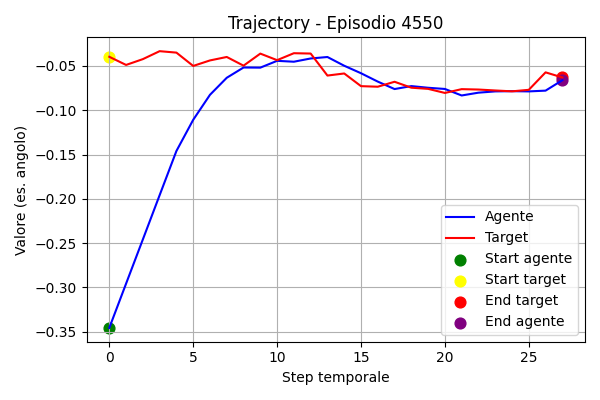 Trajectory - Episodio 4550
Valore (es. angolo)
−0.05
−0.10
−0.15
−0.20
−0.25
−0.30
−0.35
Agente
Target
Start agente
Start target
End target
End agente
0
5
10
15
20
25
Step temporale